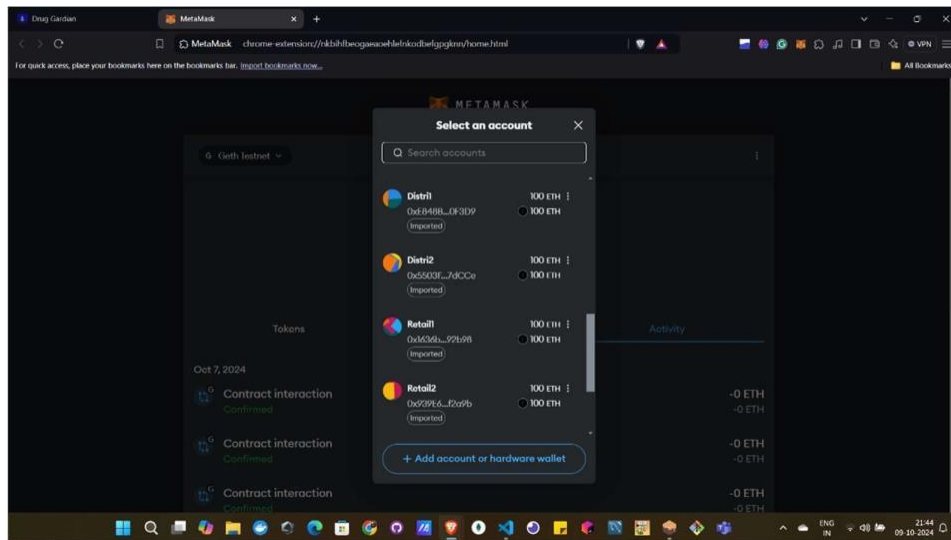 Drug Gardian
MetaMask
MetaMask chrome-extension://nkbihfbeogaeaoehlefnkodbefgpgknn/home.html
VPN
For quick access, place your bookmarks here on the bookmarks bar. Import bookmarks now...
All Bookmarks
METAMASK
Select an account
G Geth Testnet
Search accounts
Distri1 100 ETH
0xE848B...0F3D9 100 ETH
Imported
Distri2 100 ETH
0x5503f...7dCCe 100 ETH
Imported
Tokens
Activity
Retail1 100 ETH
0x1636b...92b98 100 ETH
Imported
Oct 7, 2024
Retail2 100 ETH
0x939E6...f2a9b 100 ETH
Imported
G
Contract interaction -0 ETH
Confirmed -0 ETH
G
Contract interaction -0 ETH
Confirmed -0 ETH
+ Add account or hardware wallet
G
Contract interaction -0 ETH
Confirmed -0 ETH
ENG 21:44
IN 09-10-2024